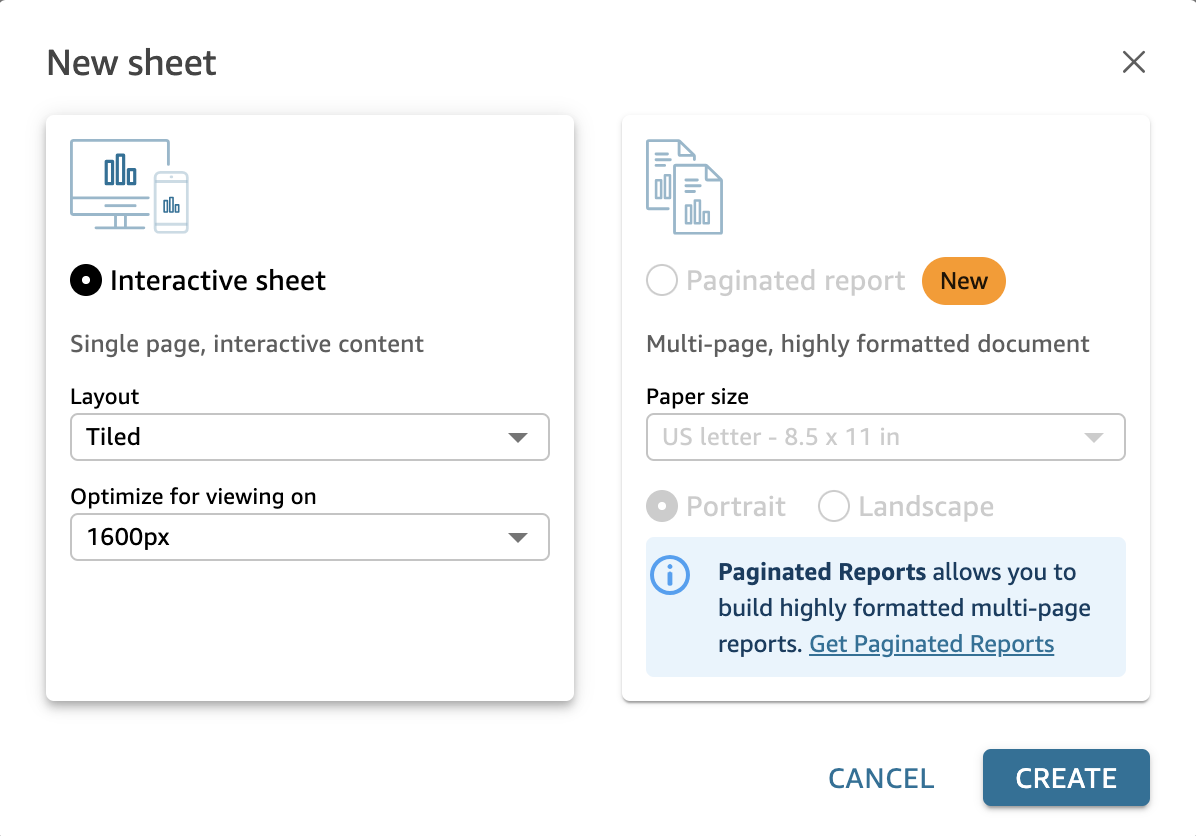 New sheet
Interactive sheet
Single page, interactive content
Layout
Tiled
Optimize for viewing on
1600px
Paginated report New
Multi-page, highly formatted document
Paper size
US letter - 8.5 x 11 in
Portrait Landscape
Paginated Reports allows you to
build highly formatted multi-page
reports. Get Paginated Reports
CANCEL CREATE